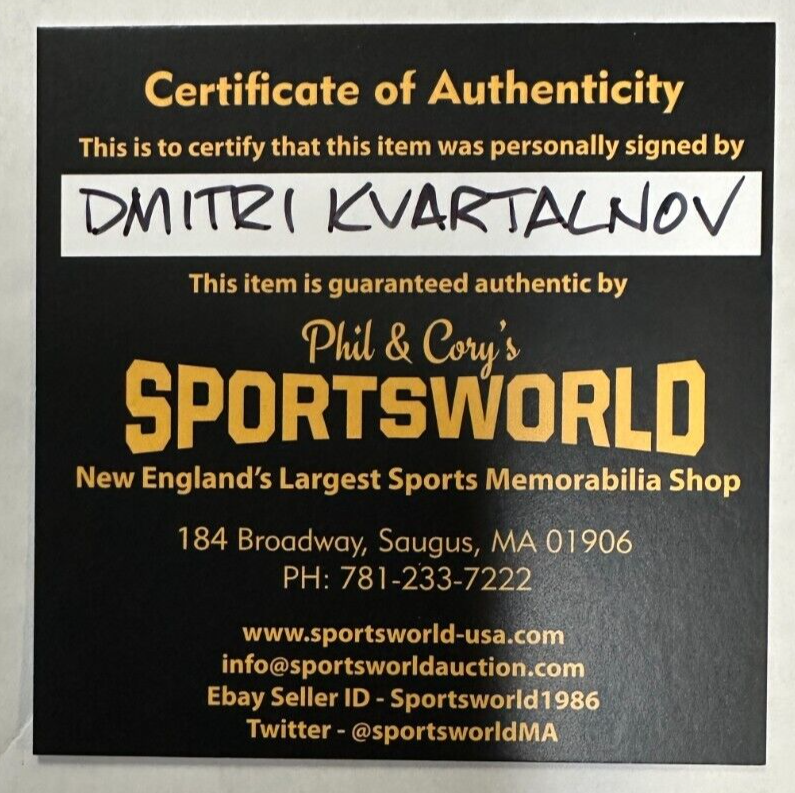 Certificate of Authenticity
This is to certify that this item was personally signed by
DMITRI KVARTALNOV
This item is guaranteed authentic by
Phil & Cory's
SPORTSWORLD
New England's Largest Sports Memorabilia Shop
184 Broadway, Saugus, MA 01906
PH: 781-233-7222
www.sportsworld-usa.com
info@sportsworldauction.com
Ebay Seller ID - Sportsworld1986
Twitter - @sportsworldMA